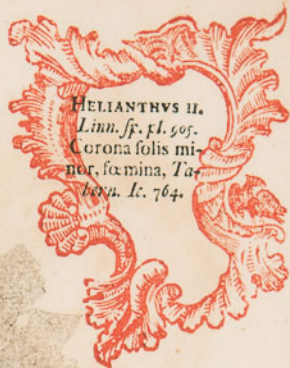 HELIANTHVS II.
Linn. ſp. pl. 905.
Corona ſolis mi-
nor, fœmina, Ta-
bern. Ic. 764.